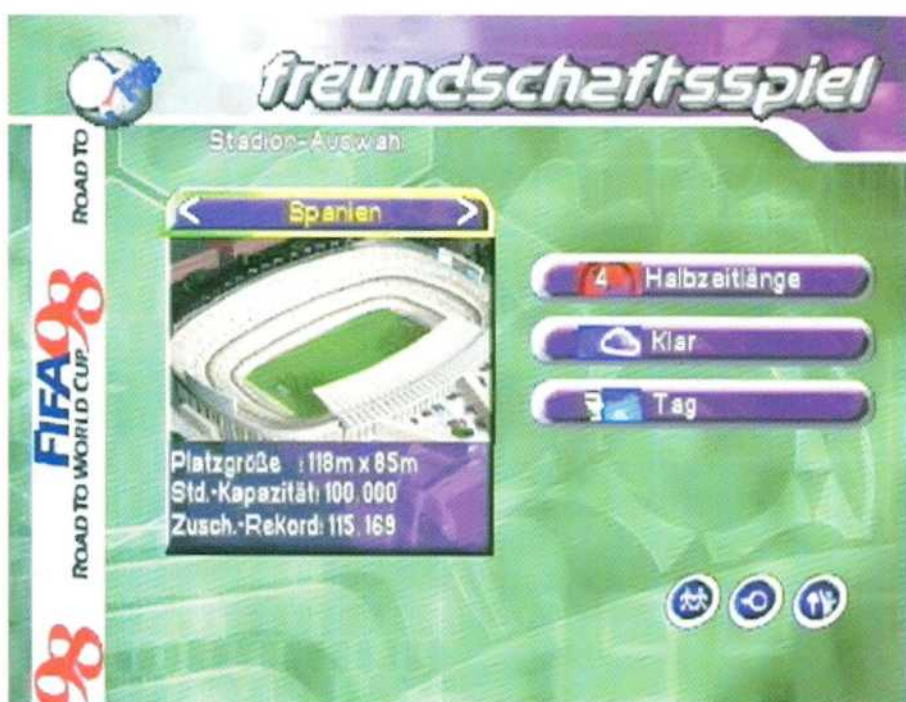 freundschaftsspiel
Stadion-Auswahl
Spanien
Platzgröße :118m x 85m
Std.-Kapazität: 100.000
Zusch.-Rekord: 115.169
4 Halbzeitlänge
Klar
Tag
ROAD TO
FIFA 98
ROAD TO WORLD CUP
98